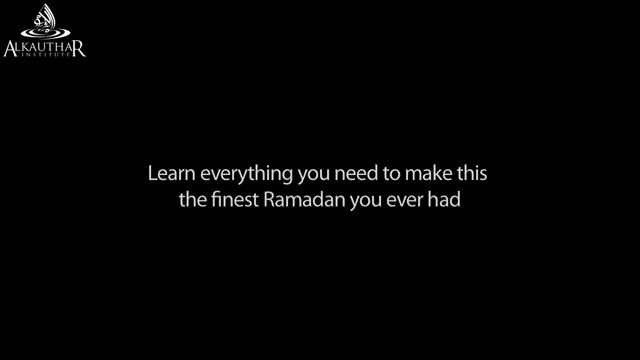 ALKAUTHAR
INSTITUTE
Learn everything you need to make this
the finest Ramadan you ever had